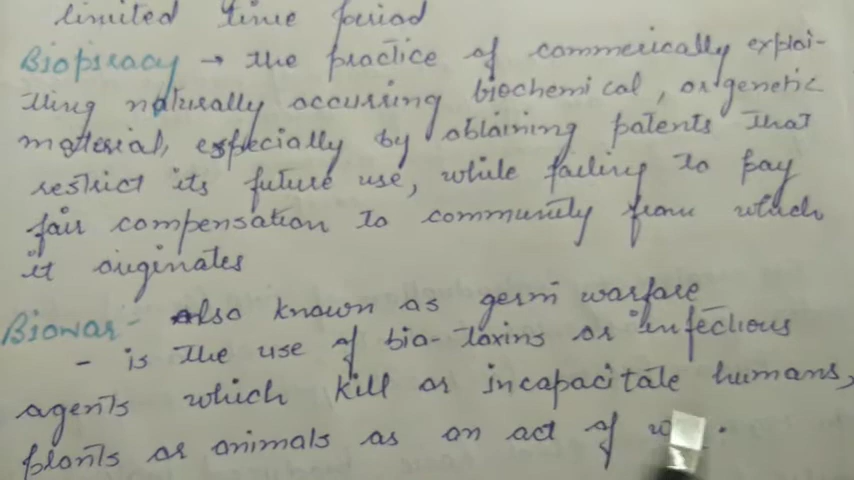 limited time period
Biopiracy → the practice of commerically exploi-
ting naturally occuring biochemical, or genetic
material, especially by obtaining patents that
restrict its future use, while failing to pay
fair compensation to community from which
it originates
Biowar - Also known as germ warfare
- is the use of bio-toxins or infectious
agents which kill or incapacitate humans,
plants or animals as an act of